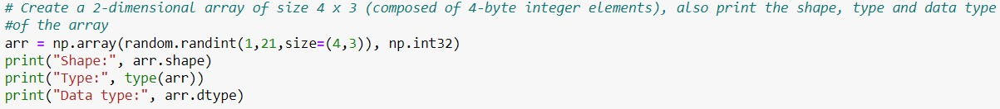 # Create a 2-dimensional array of size 4 x 3 (composed of 4-byte integer elements), also print the shape, type and data type
#of the array
arr = np.array(random.randint(1,21,size=(4,3)), np.int32)
print("Shape:", arr.shape)
print("Type:", type(arr))
print("Data type:", arr.dtype)